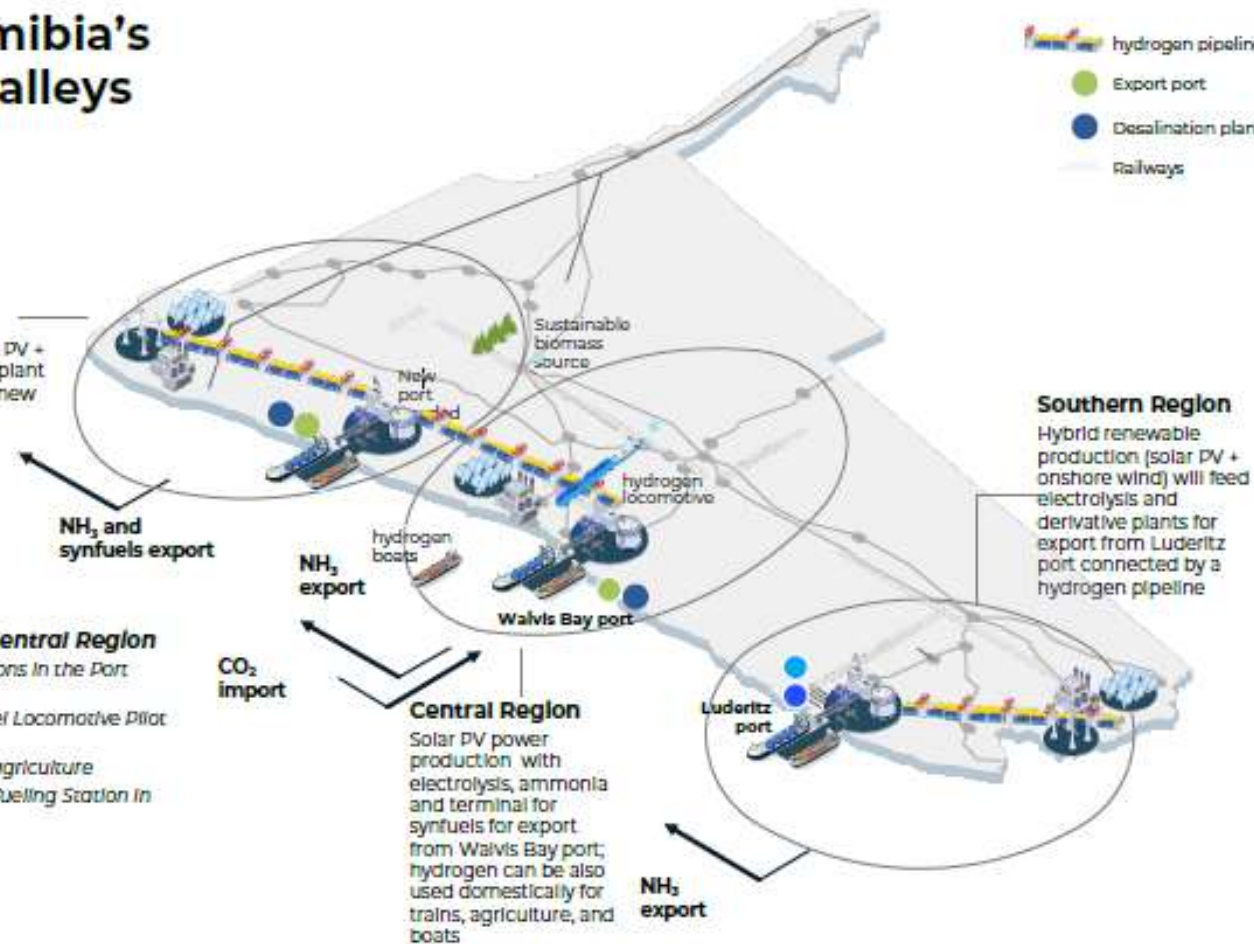 mibia's
alleys
hydrogen pipelin
Export port
Desalination plan
Railways
PV +
plant
new
Sustainable
biomass
source
New
port
NH₃ and
synfuels export
hydrogen
boats
hydrogen
locomotive
NH₃
export
Walvis Bay port
CO₂
import
entral Region
ons in the Port
el Locomotive Pilot
agriculture
fueling Station in
Central Region
Solar PV power
production with
electrolysis, ammonia
and terminal for
synfuels for export
from Walvis Bay port;
hydrogen can be also
used domestically for
trains, agriculture, and
boats
Southern Region
Hybrid renewable
production (solar PV +
onshore wind) will feed
electrolysis and
derivative plants for
export from Luderitz
port connected by a
hydrogen pipeline
Luderitz
port
NH₃
export